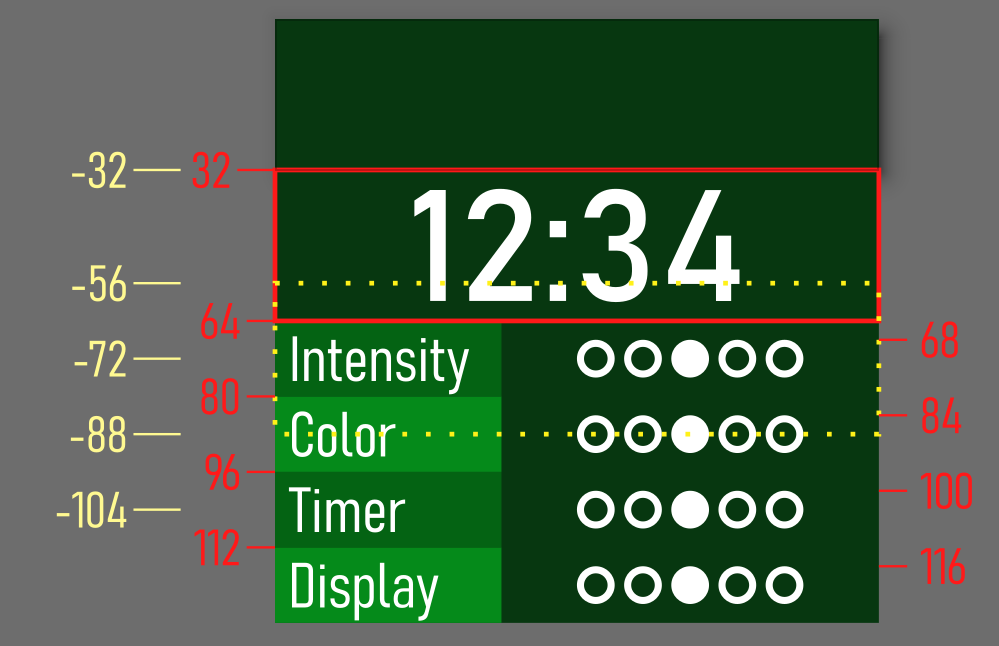 -32 32
12:34
-56
64
68
-72 Intensity
80
84
-88 Color
96
100
-104 Timer
112
116
Display